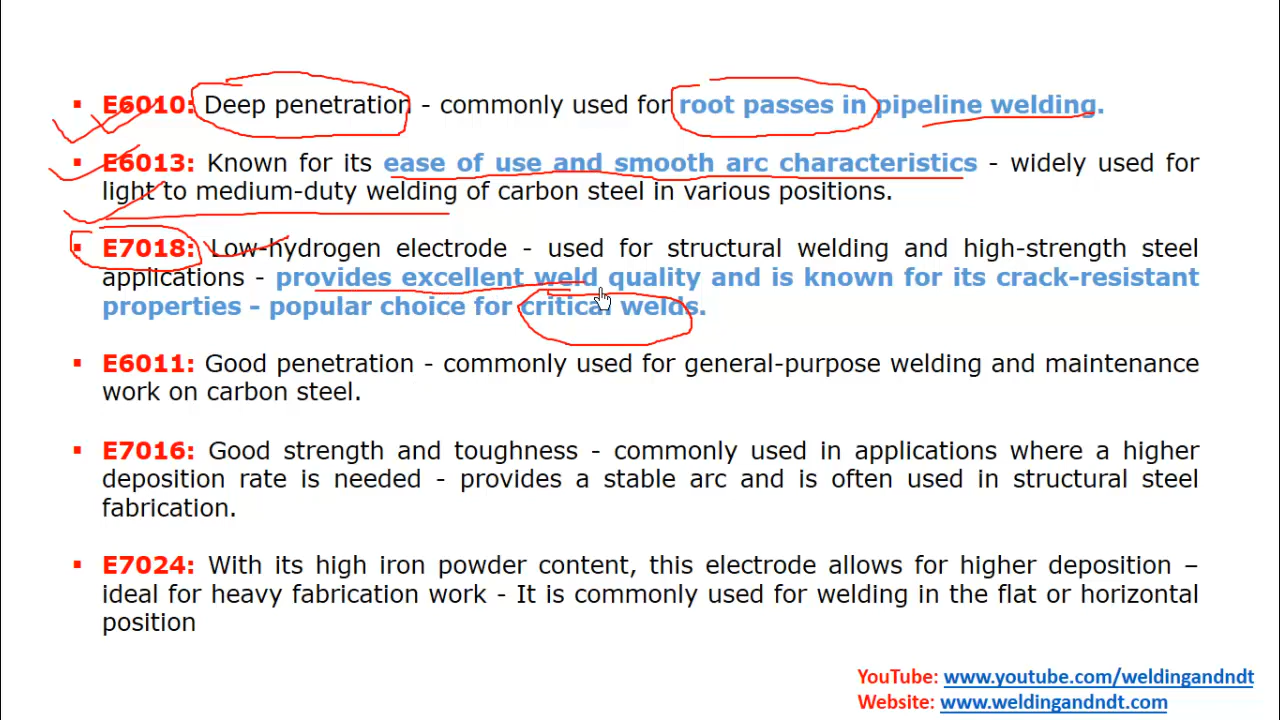 ▪ E6010: Deep penetration - commonly used for root passes in pipeline welding.
▪ E6013: Known for its ease of use and smooth arc characteristics - widely used for
light to medium-duty welding of carbon steel in various positions.
▪ E7018: Low-hydrogen electrode - used for structural welding and high-strength steel
applications - provides excellent weld quality and is known for its crack-resistant
properties - popular choice for critical welds.
▪ E6011: Good penetration - commonly used for general-purpose welding and maintenance
work on carbon steel.
▪ E7016: Good strength and toughness - commonly used in applications where a higher
deposition rate is needed - provides a stable arc and is often used in structural steel
fabrication.
▪ E7024: With its high iron powder content, this electrode allows for higher deposition –
ideal for heavy fabrication work - It is commonly used for welding in the flat or horizontal
position
YouTube: www.youtube.com/weldingandndt
Website: www.weldingandndt.com